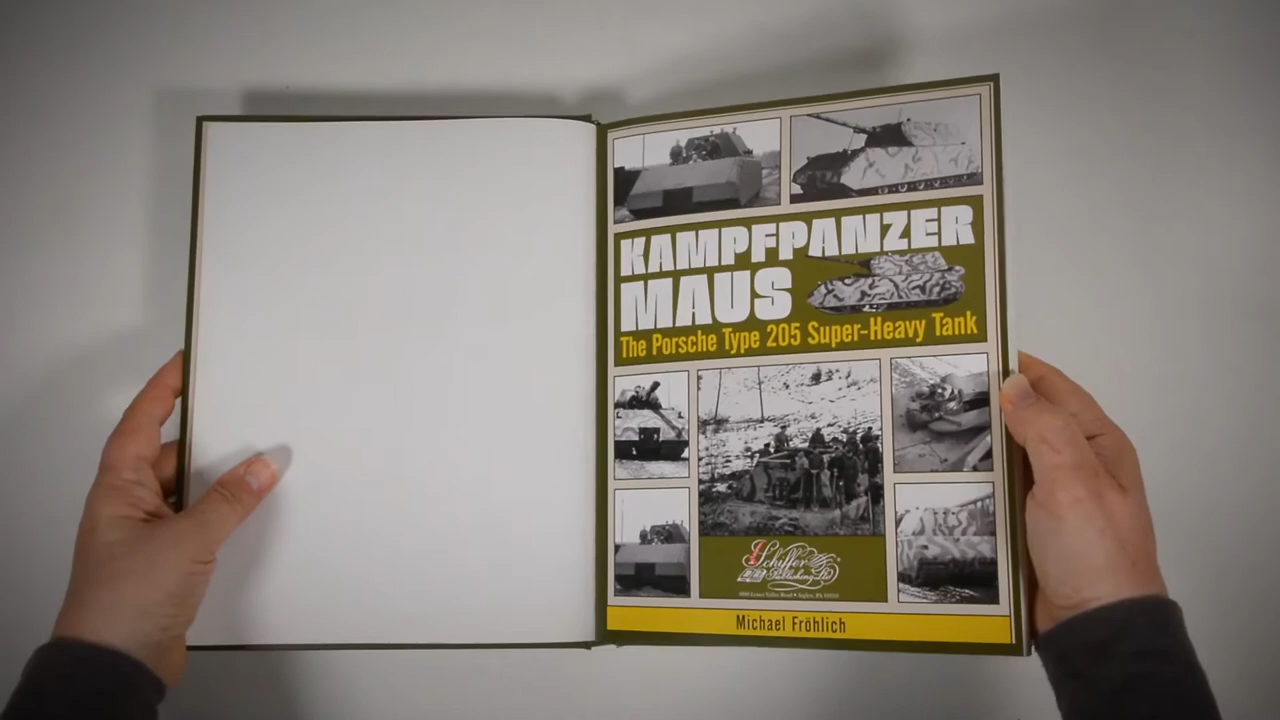 KAMPFPANZER
MAUS
The Porsche Type 205 Super-Heavy Tank
Schiffer
Publishing Ltd
Michael Fröhlich